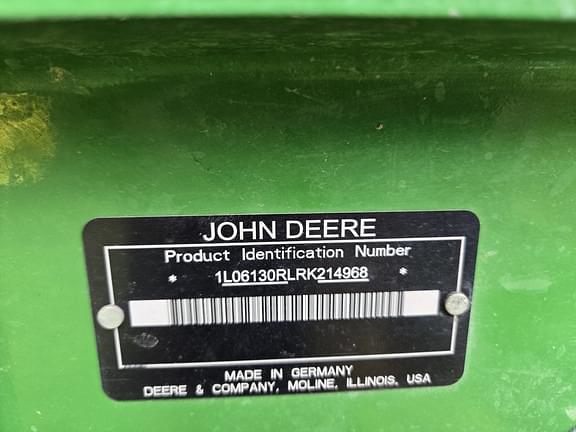 JOHN DEERE
Product Identification Number
* 1L06130RLRK214968 *
MADE IN GERMANY
DEERE & COMPANY, MOLINE, ILLINOIS, USA